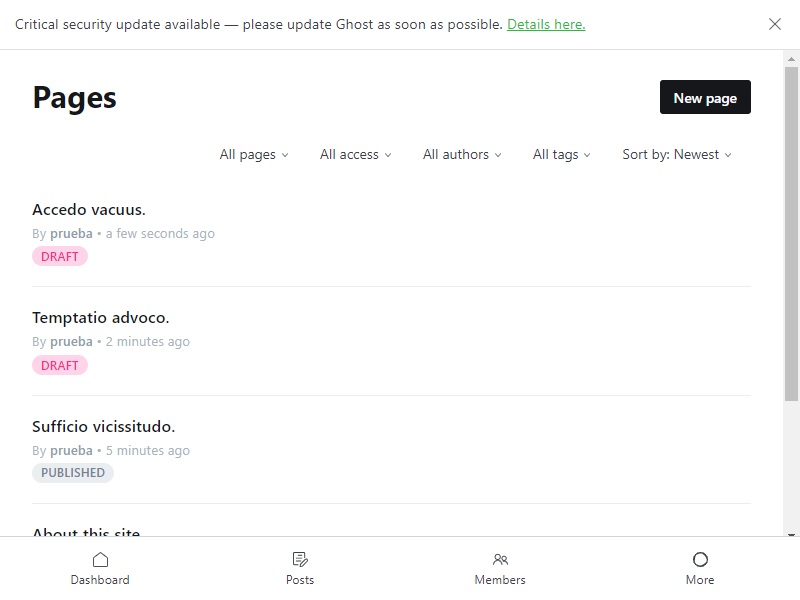 Critical security update available — please update Ghost as soon as possible. Details here.
Pages
New page
All pages
All access
All authors
All tags
Sort by: Newest
Accedo vacuus.
By prueba • a few seconds ago
DRAFT
Temptatio advoco.
By prueba • 2 minutes ago
DRAFT
Sufficio vicissitudo.
By prueba • 5 minutes ago
PUBLISHED
About this site
Dashboard
Posts
Members
More